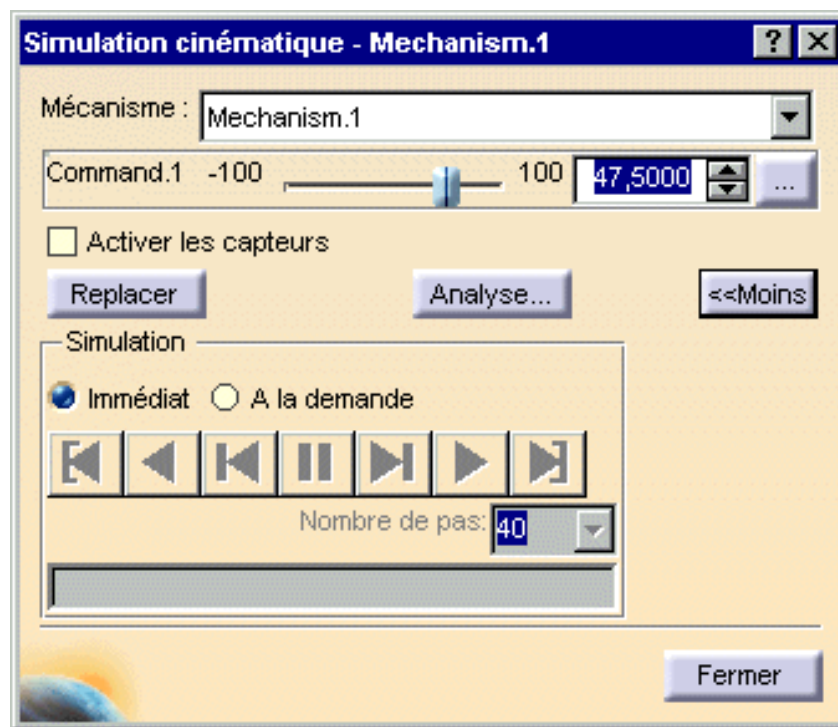 Simulation cinématique - Mechanism.1
Mécanisme : Mechanism.1
Command.1 -100 100 47,5000 ...
Activer les capteurs
Replacer Analyse... <<Moins
Simulation
Immédiat A la demande
Nombre de pas: 40
Fermer